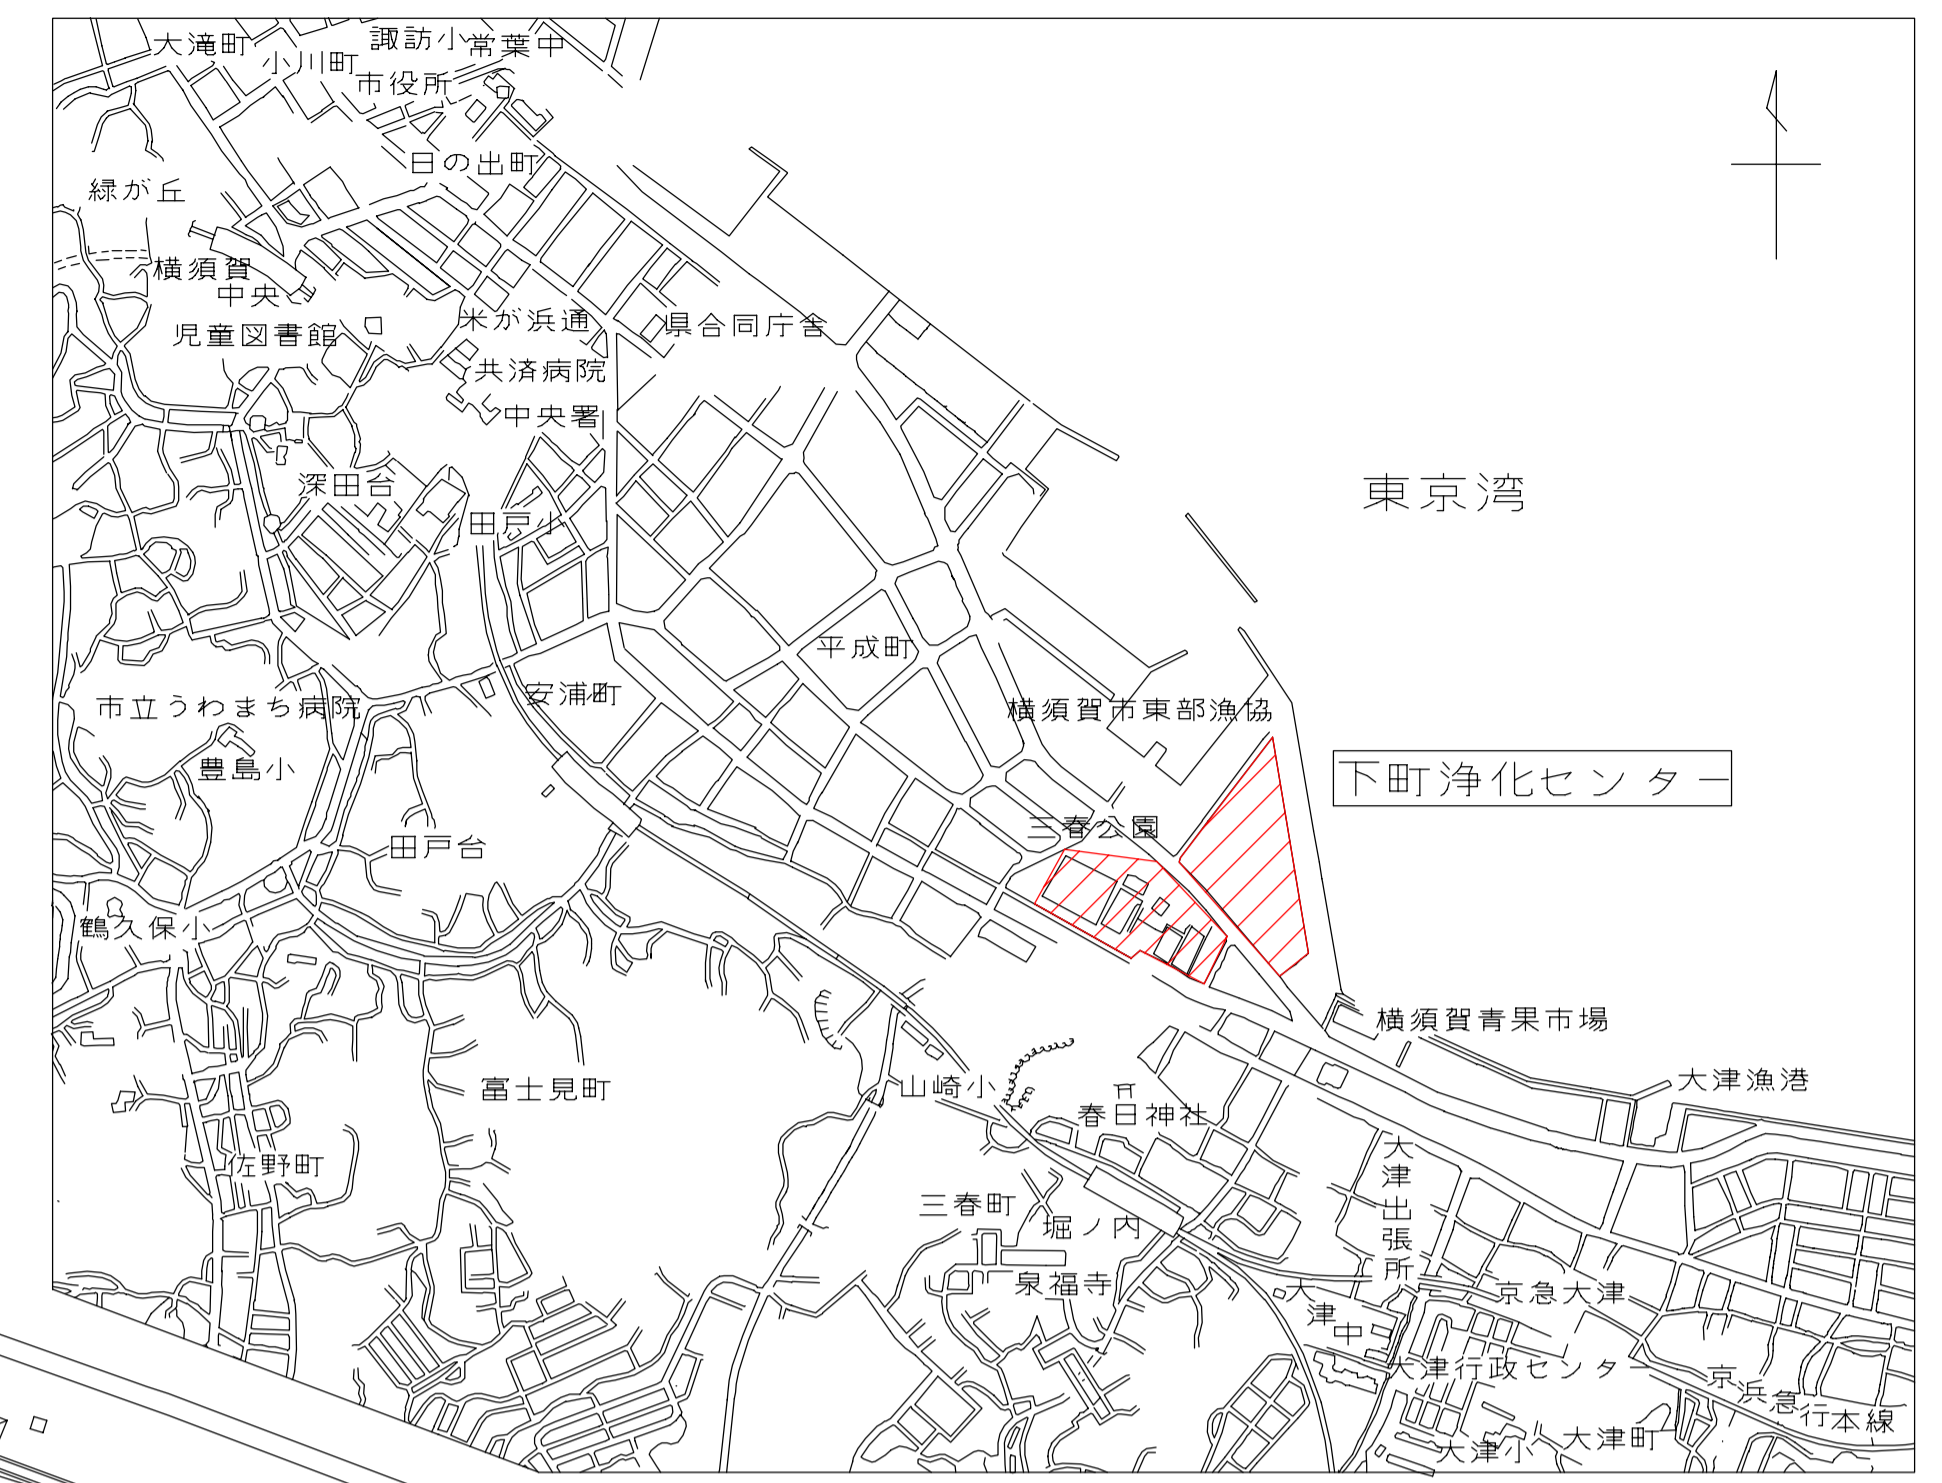 大滝町
小川町
諏訪小
常葉中
市役所
日の出町
緑が丘
横須賀
中央
児童図書館
米が浜通
県合同庁舎
共済病院
中央署
深田台
田戸小
東京湾
平成町
安浦町
市立うわまち病院
横須賀市東部漁協
豊島小
下町浄化センター
三春公園
田戸台
鶴久保小
横須賀青果市場
大津漁港
富士見町
山崎小
春日神社
佐野町
大津出張所
三春町
堀ノ内
泉福寺
京急大津
大津中
大津行政センター
京浜急行本線
大津小
大津町